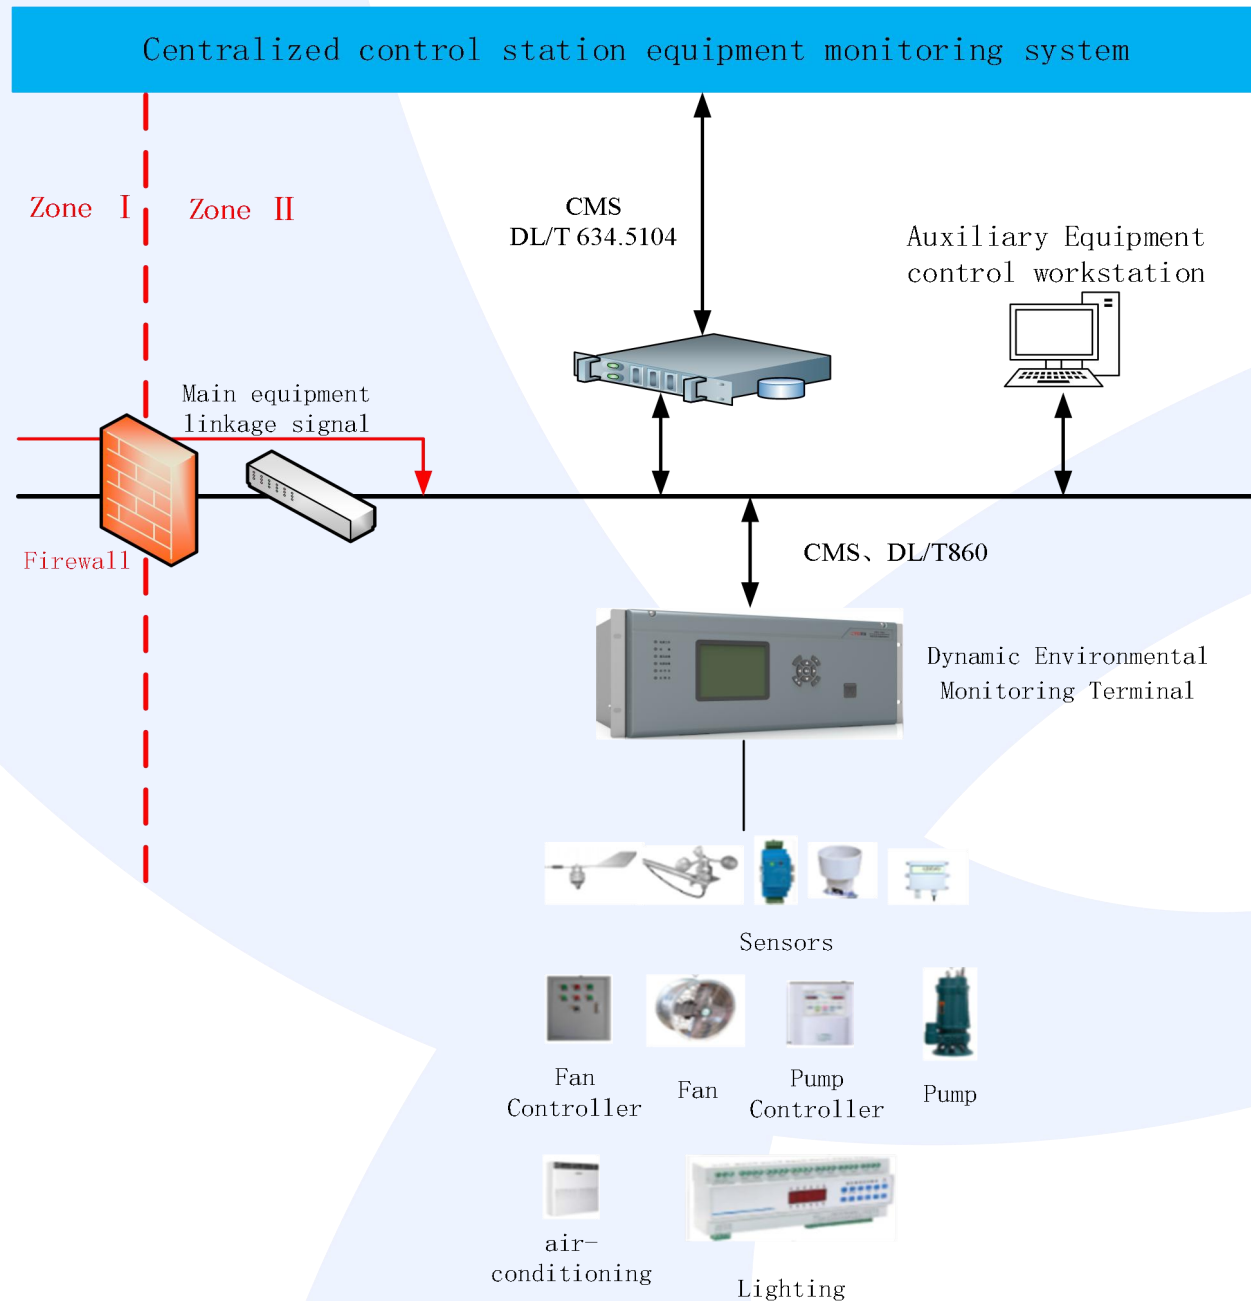 Centralized control station equipment monitoring system
Zone Ⅰ
Zone Ⅱ
CMS
DL/T 634.5104
Auxiliary Equipment
control workstation
Main equipment
linkage signal
Firewall
CMS、DL/T860
Dynamic Environmental
Monitoring Terminal
Sensors
Fan
Controller
Fan
Pump
Controller
Pump
air-
conditioning
Lighting